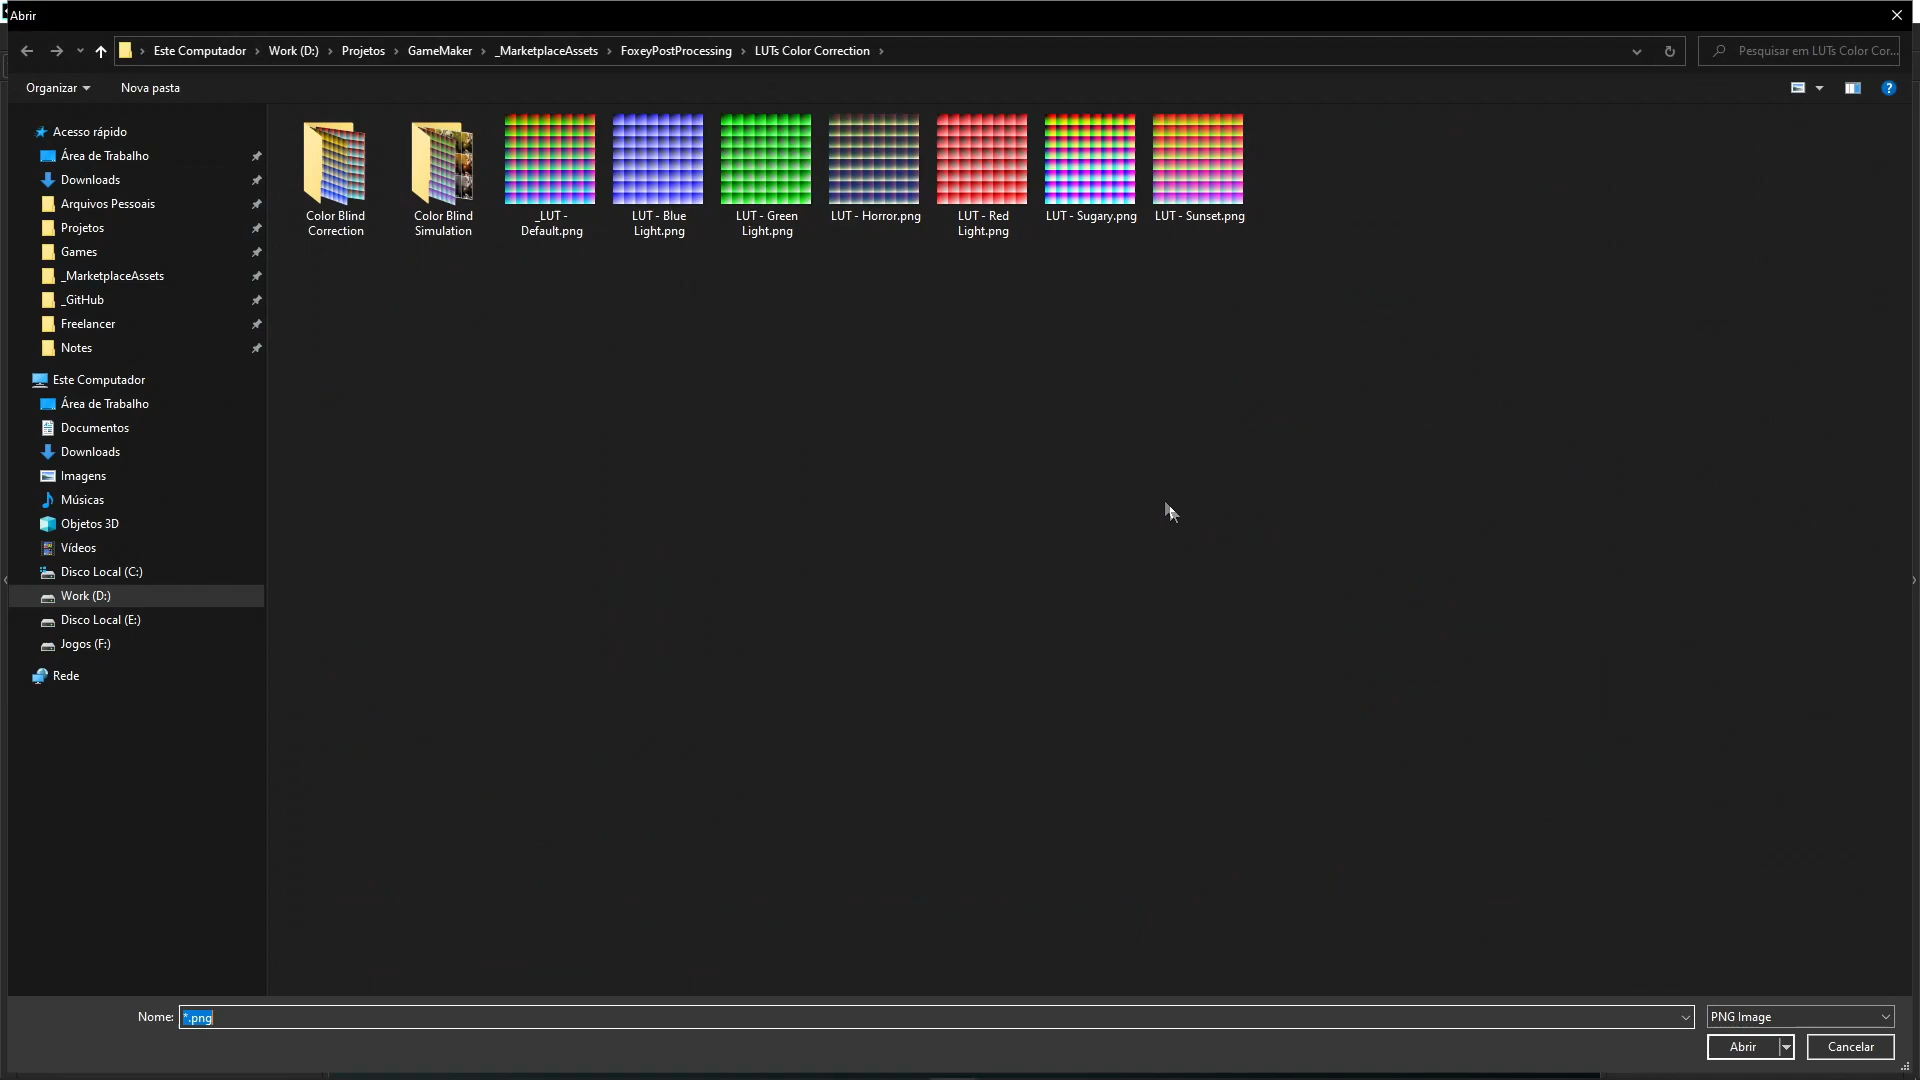 Abrir
Este Computador
Work (D:)
Projetos
GameMaker
_MarketplaceAssets
FoxeyPostProcessing
LUTs Color Correction
Pesquisar em LUTs Color Cor...
Organizar
Nova pasta
Acesso rápido
Área de Trabalho
Downloads
Arquivos Pessoais
Projetos
Games
_MarketplaceAssets
_GitHub
Freelancer
Notes
Este Computador
Área de Trabalho
Documentos
Downloads
Imagens
Músicas
Objetos 3D
Vídeos
Disco Local (C:)
Work (D:)
Disco Local (E:)
Jogos (F:)
Rede
Color Blind
Correction
Color Blind
Simulation
_LUT -
Default.png
LUT - Blue
Light.png
LUT - Green
Light.png
LUT - Horror.png
LUT - Red
Light.png
LUT - Sugary.png
LUT - Sunset.png
Nome:
*.png
PNG Image
Abrir
Cancelar